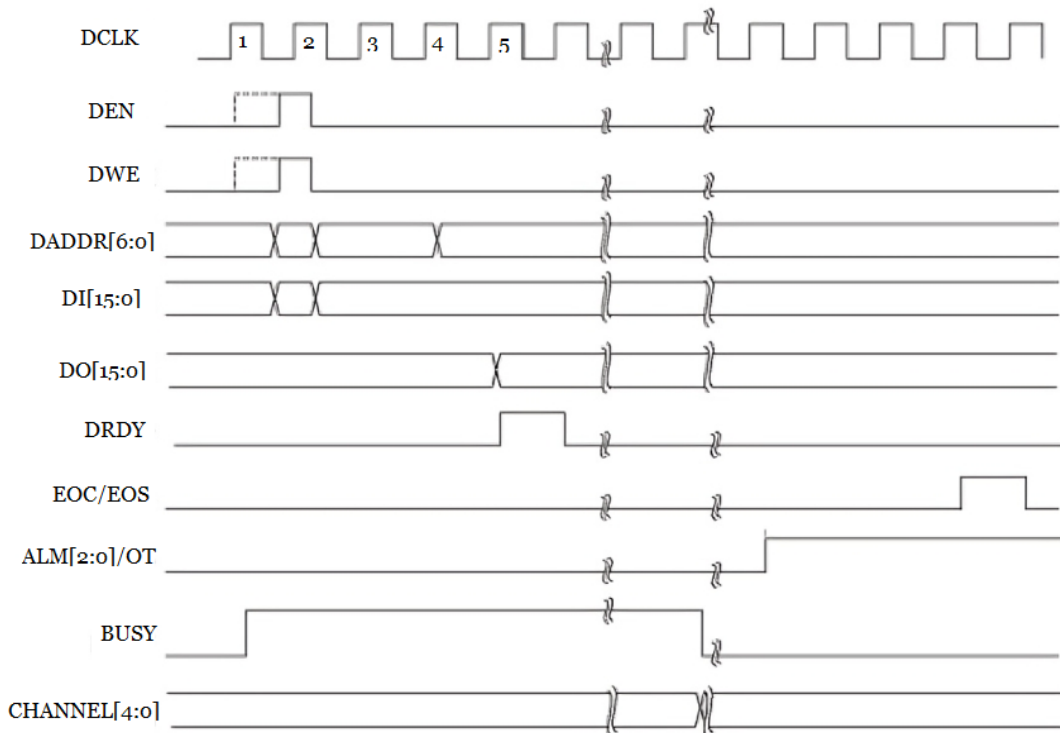 DCLK
1 2 3 4 5
DEN
DWE
DADDR[6:0]
DI[15:0]
DO[15:0]
DRDY
EOC/EOS
ALM[2:0]/OT
BUSY
CHANNEL[4:0]